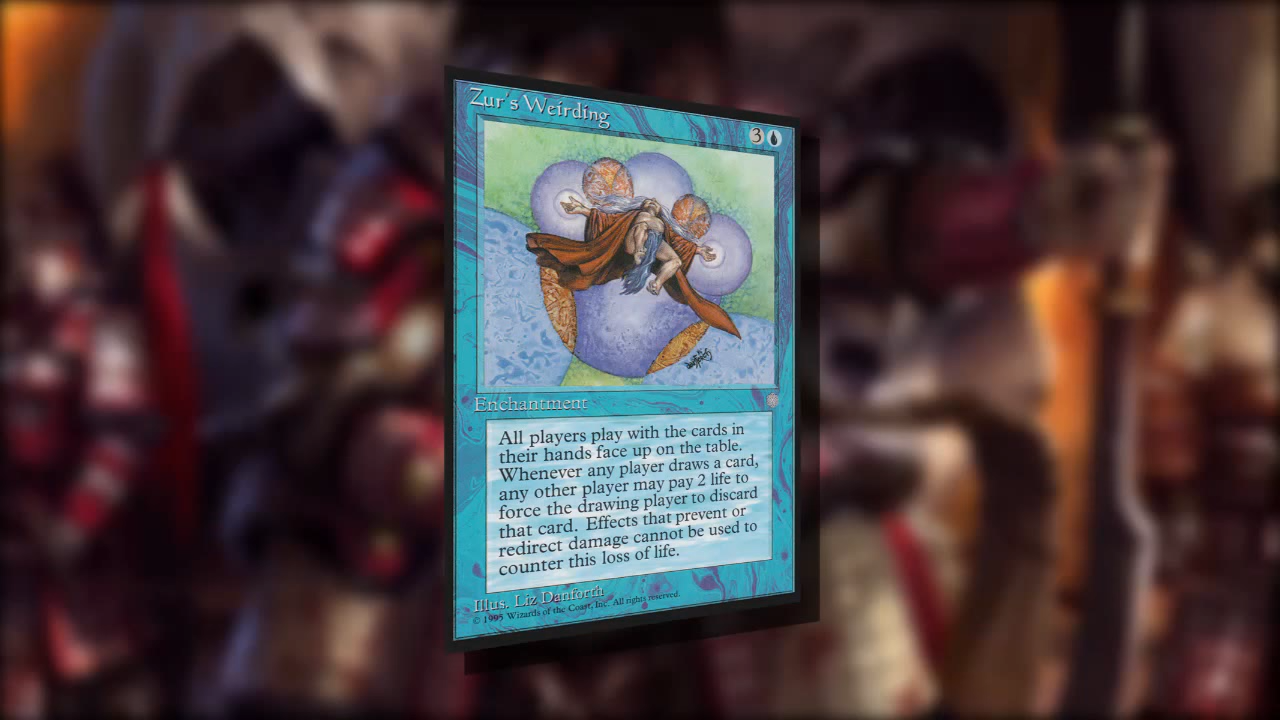 Zur's Weirding
3
Enchantment
All players play with the cards in
their hands face up on the table.
Whenever any player draws a card,
any other player may pay 2 life to
force the drawing player to discard
that card. Effects that prevent or
redirect damage cannot be used to
counter this loss of life.
Illus. Liz Danforth
© 1995 Wizards of the Coast, Inc. All rights reserved.